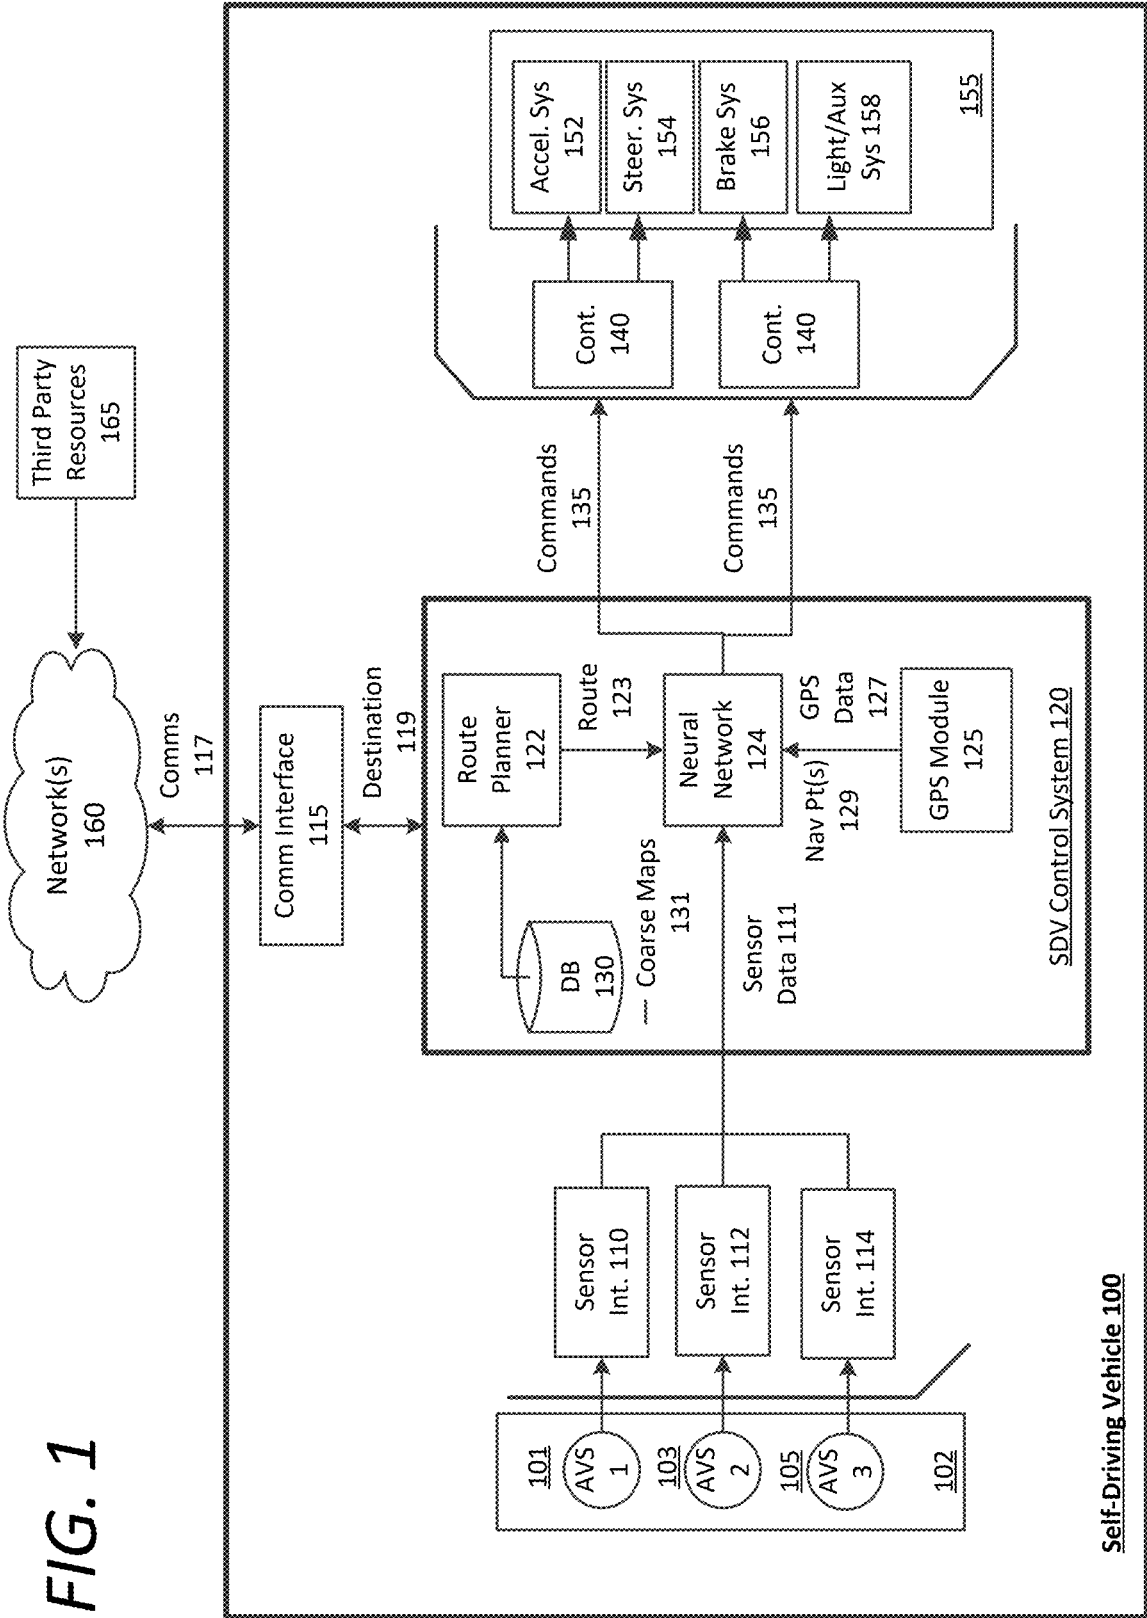 FIG. 1
Network(s)
160
Third Party
Resources
165
Comms
117
Comm Interface
115
Destination
119
101
AVS
1
103
AVS
2
105
AVS
3
102
Sensor
Int. 110
Sensor
Int. 112
Sensor
Int. 114
Sensor
Data 111
DB
130
Coarse Maps
131
Route
Planner
122
Route
123
Neural
Network
124
Nav Pt(s)
129
GPS
Data
127
GPS Module
125
SDV Control System 120
Commands
135
Commands
135
Cont.
140
Cont.
140
Accel. Sys
152
Steer. Sys
154
Brake Sys
156
Light/Aux
Sys 158
155
Self-Driving Vehicle 100